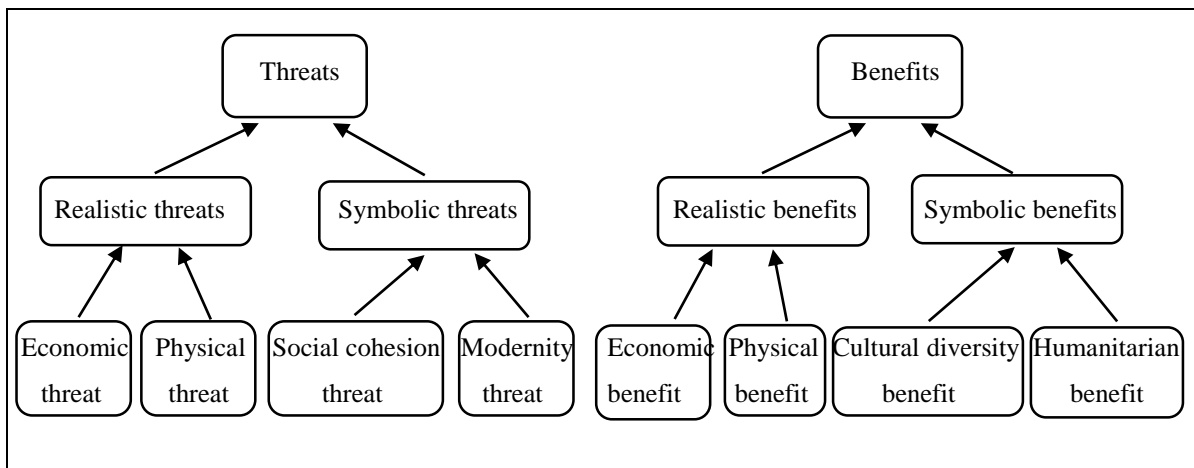 Threats
Benefits
Realistic threats
Symbolic threats
Realistic benefits
Symbolic benefits
Economic
threat
Physical
threat
Social cohesion
threat
Modernity
threat
Economic
benefit
Physical
benefit
Cultural diversity
benefit
Humanitarian
benefit